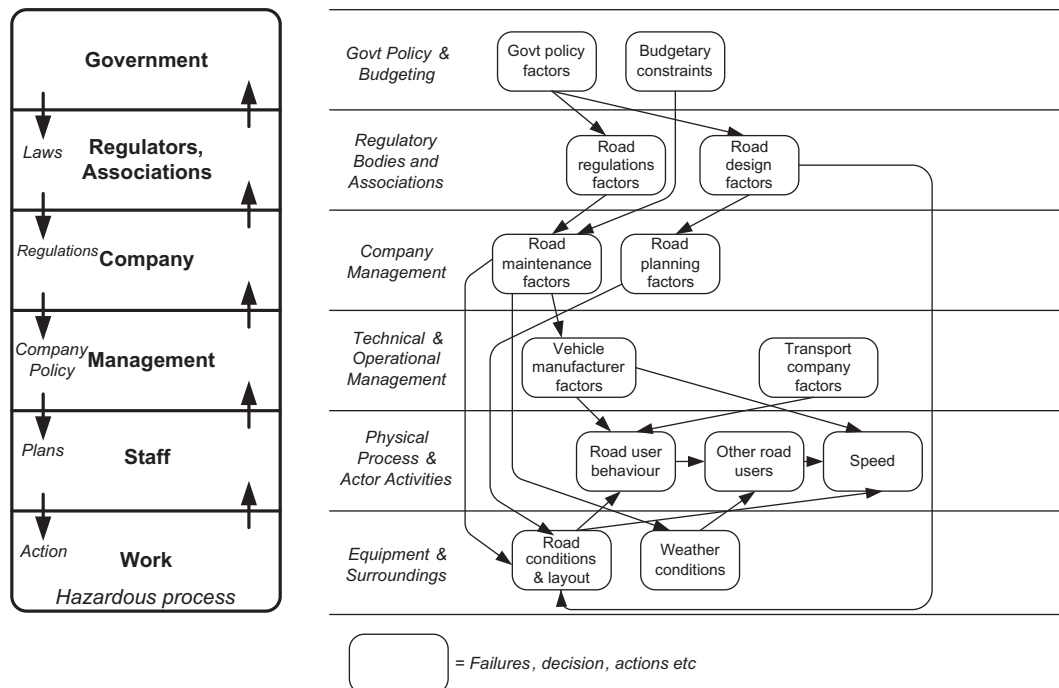 Government
Laws
Regulators,
Associations
Regulations
Company
Company
Policy
Management
Plans
Staff
Action
Work
Hazardous process
Govt Policy &
Budgeting
Govt policy
factors
Budgetary
constraints
Regulatory
Bodies and
Associations
Road
regulations
factors
Road
design
factors
Company
Management
Road
maintenance
factors
Road
planning
factors
Technical &
Operational
Management
Vehicle
manufacturer
factors
Transport
company
factors
Physical
Process &
Actor Activities
Road user
behaviour
Other road
users
Speed
Equipment &
Surroundings
Road
conditions
& layout
Weather
conditions
= Failures, decision, actions etc